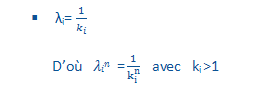 ▪ λᵢ= 1/kᵢ
D'où λᵢⁿ = 1/kᵢⁿ avec kᵢ>1